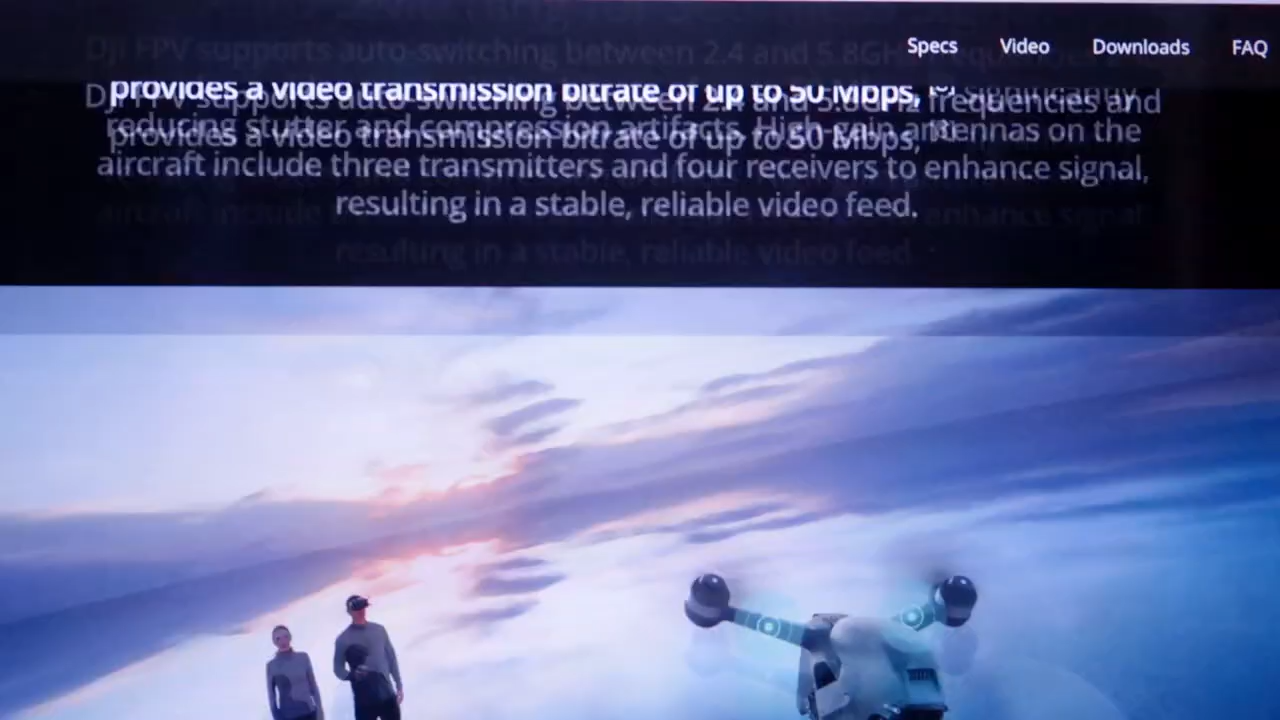 Specs Video Downloads FAQ
DJI FPV supports auto-switching between 2.4 and 5.8GHz frequencies and
provides a video transmission bitrate of up to 50 Mbps, [8] significantly
reducing stutter and compression artifacts. High-gain antennas on the
aircraft include three transmitters and four receivers to enhance signal,
resulting in a stable, reliable video feed.